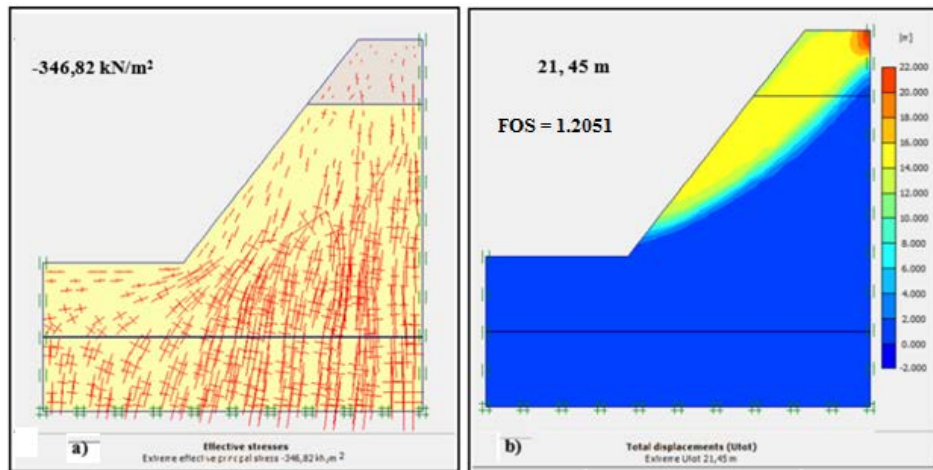 -346,82 kN/m²
a)
Effective stresses
Extreme effective principal stress -346,82 kN/m²
21, 45 m
FOS = 1.2051
[m]
22.000
20.000
18.000
16.000
14.000
12.000
10.000
8.000
6.000
4.000
2.000
0.000
-2.000
b)
Total displacements (Utot)
Extreme Utot 21,45 m